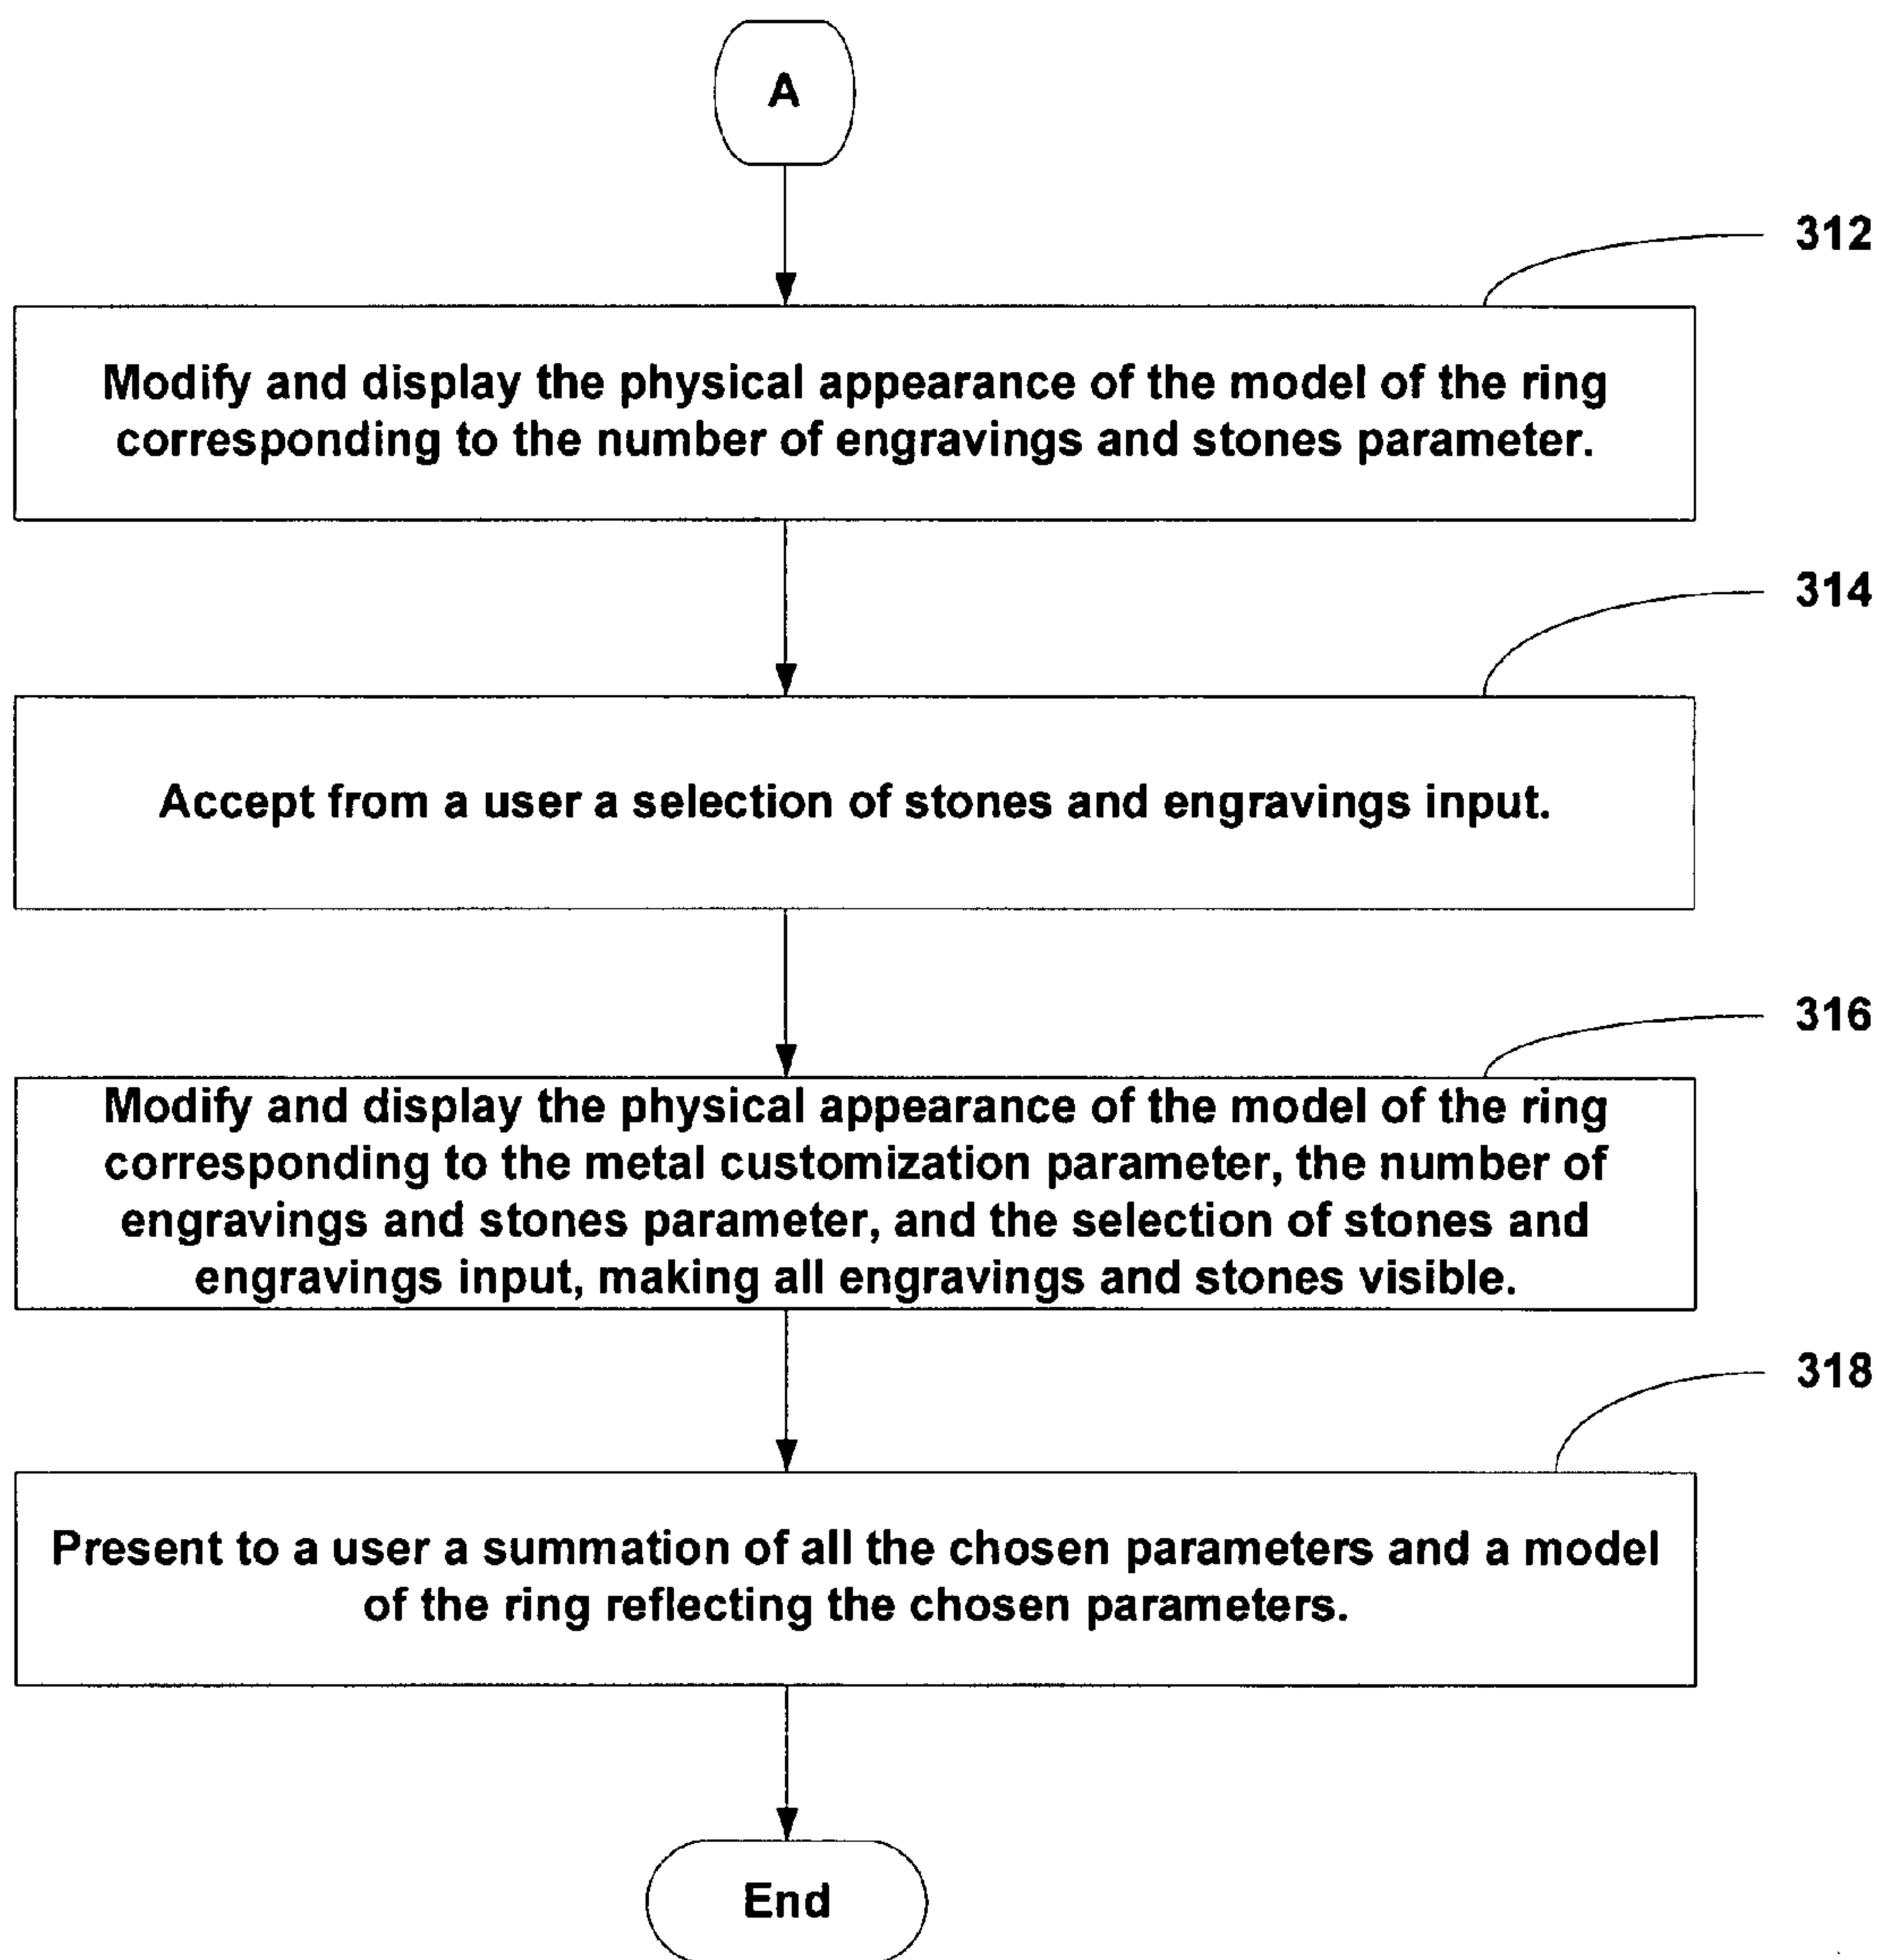 A
312
Modify and display the physical appearance of the model of the ring
corresponding to the number of engravings and stones parameter.
314
Accept from a user a selection of stones and engravings input.
316
Modify and display the physical appearance of the model of the ring
corresponding to the metal customization parameter, the number of
engravings and stones parameter, and the selection of stones and
engravings input, making all engravings and stones visible.
318
Present to a user a summation of all the chosen parameters and a model
of the ring reflecting the chosen parameters.
End